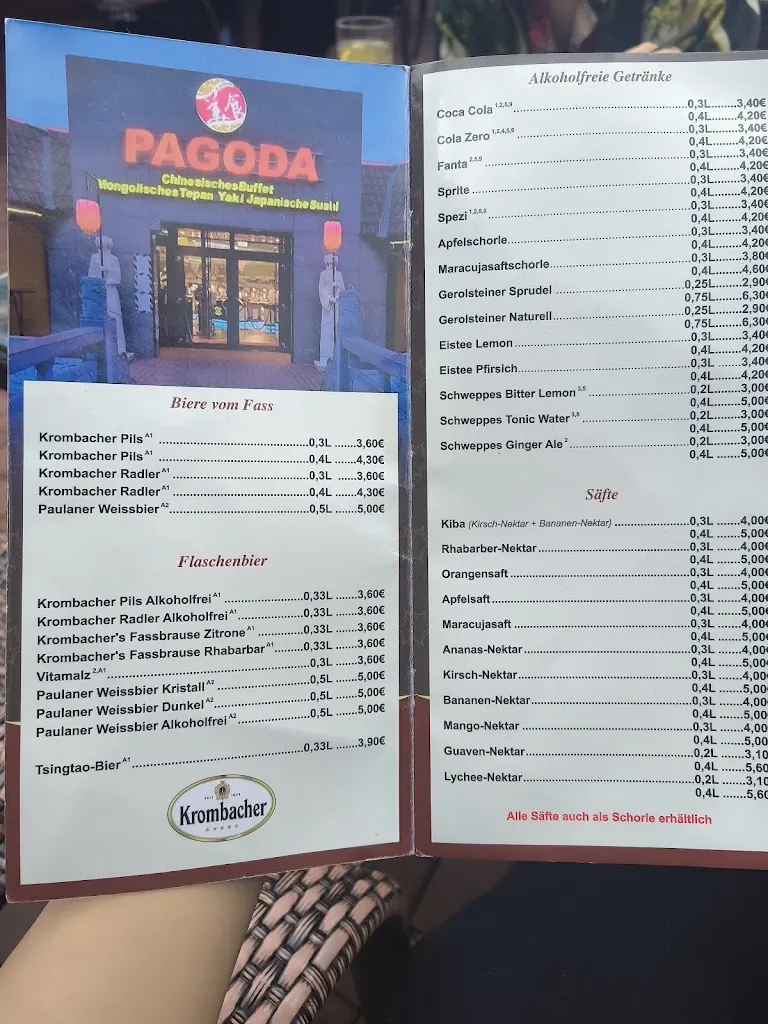 PAGODA
Chinesisches Buffet
Mongolisches Tepan Yaki Japanische Sushi
Biere vom Fass
Krombacher Pils A1 ..... 0,3L ..... 3,60€
Krombacher Pils A1 ..... 0,4L ..... 4,30€
Krombacher Radler A1 ..... 0,3L ..... 3,60€
Krombacher Radler A1 ..... 0,4L ..... 4,30€
Paulaner Weissbier A2 ..... 0,5L ..... 5,00€
Flaschenbier
Krombacher Pils Alkoholfrei A1 ..... 0,33L ..... 3,60€
Krombacher Radler Alkoholfrei A1 ..... 0,33L ..... 3,60€
Krombacher's Fassbrause Zitrone A1 ..... 0,33L ..... 3,60€
Krombacher's Fassbrause Rhabarbar A1 ..... 0,33L ..... 3,60€
Vitamalz 2,A1 ..... 0,3L ..... 3,60€
Paulaner Weissbier Kristall A2 ..... 0,5L ..... 5,00€
Paulaner Weissbier Dunkel A2 ..... 0,5L ..... 5,00€
Paulaner Weissbier Alkoholfrei A2 ..... 0,5L ..... 5,00€
Tsingtao-Bier A1 ..... 0,33L ..... 3,90€
Krombacher
Alkoholfreie Getränke
Coca Cola 1,2,5,9 ..... 0,3L ..... 3,40€
0,4L ..... 4,20€
Cola Zero 1,2,4,5,9 ..... 0,3L ..... 3,40€
0,4L ..... 4,20€
Fanta 2,5,9 ..... 0,3L ..... 3,40€
0,4L ..... 4,20€
Sprite ..... 0,3L ..... 3,40€
0,4L ..... 4,20€
Spezi 1,2,5,9 ..... 0,3L ..... 3,40€
0,4L ..... 4,20€
Apfelschorle ..... 0,3L ..... 3,40€
0,4L ..... 4,20€
Maracujasaftschorle ..... 0,3L ..... 3,80€
0,4L ..... 4,60€
Gerolsteiner Sprudel ..... 0,25L ..... 2,90€
0,75L ..... 6,30€
Gerolsteiner Naturell ..... 0,25L ..... 2,90€
0,75L ..... 6,30€
Eistee Lemon ..... 0,3L ..... 3,40€
0,4L ..... 4,20€
Eistee Pfirsich ..... 0,3L ..... 3,40€
0,4L ..... 4,20€
Schweppes Bitter Lemon 3,5 ..... 0,2L ..... 3,00€
0,4L ..... 5,00€
Schweppes Tonic Water 3,5 ..... 0,2L ..... 3,00€
0,4L ..... 5,00€
Schweppes Ginger Ale 2 ..... 0,2L ..... 3,00€
0,4L ..... 5,00€
Säfte
Kiba (Kirsch-Nektar + Bananen-Nektar) ..... 0,3L ..... 4,00€
0,4L ..... 5,00€
Rhabarber-Nektar ..... 0,3L ..... 4,00€
0,4L ..... 5,00€
Orangensaft ..... 0,3L ..... 4,00€
0,4L ..... 5,00€
Apfelsaft ..... 0,3L ..... 4,00€
0,4L ..... 5,00€
Maracujasaft ..... 0,3L ..... 4,00€
0,4L ..... 5,00€
Ananas-Nektar ..... 0,3L ..... 4,00€
0,4L ..... 5,00€
Kirsch-Nektar ..... 0,3L ..... 4,00€
0,4L ..... 5,00€
Bananen-Nektar ..... 0,3L ..... 4,00
0,4L ..... 5,00€
Mango-Nektar ..... 0,3L ..... 4,00
0,4L ..... 5,00
Guaven-Nektar ..... 0,2L ..... 3,10
0,4L ..... 5,60
Lychee-Nektar ..... 0,2L ..... 3,10
0,4L ..... 5,60
Alle Säfte auch als Schorle erhältlich